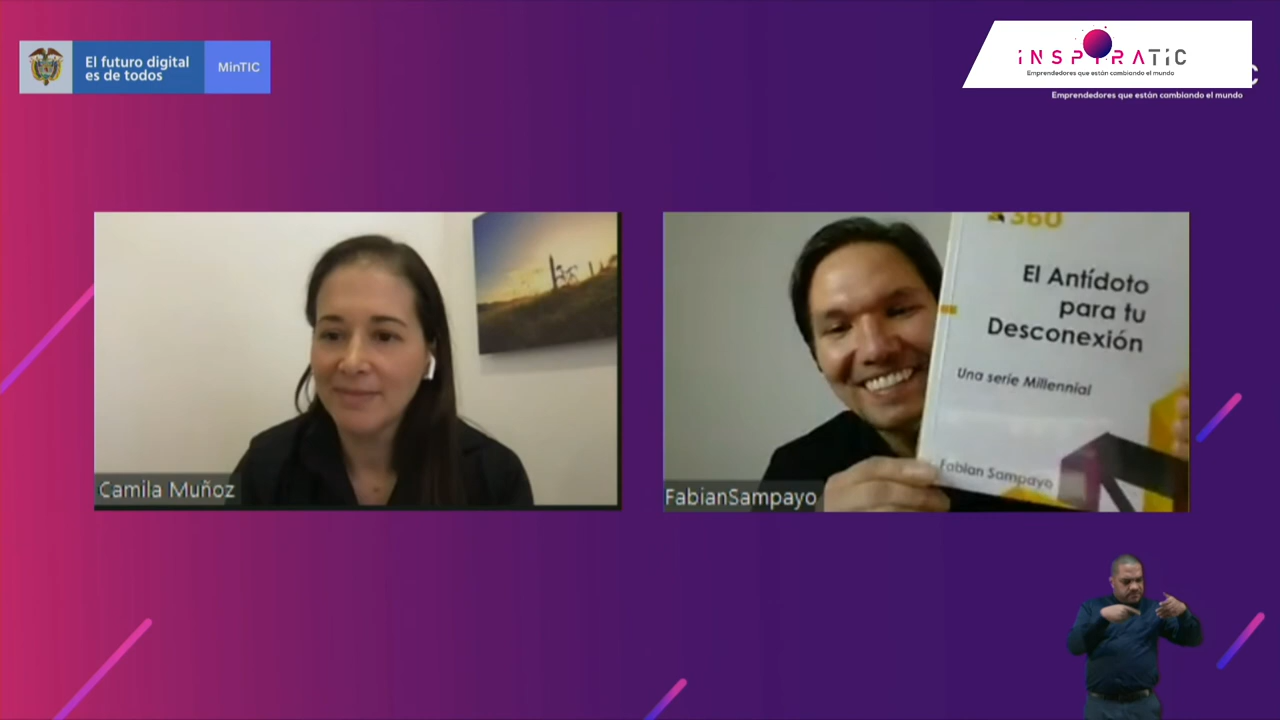 El futuro digital
es de todos
MinTIC
iNSPIRATIC
Emprendedores que están cambiando el mundo
C
Emprendedores que están cambiando el mundo
360
El Antídoto
para tu
Desconexión
Una serie Millennial
Fabian Sampayo
Camila Muñoz
FabianSampayo